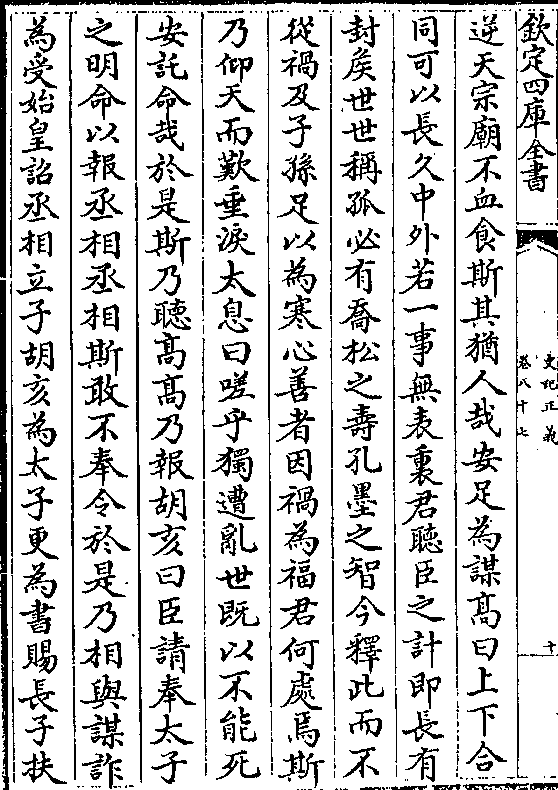 欽定四庫全書
史記正義
卷八十七
十
逆天宗廟不血食斯其猶人哉安足為謀髙曰上下合
同可以長久中外若一事無表裏君聽臣之計即長有
封矦世世稱孤必有喬松之壽孔墨之智今釋此而不
從禍及子孫足以為寒心善者因禍為福君何處焉斯
乃仰天而歎垂淚太息曰嗟乎獨遭亂世既以不能死
安託命哉於是斯乃聽髙髙乃報胡亥曰臣請奉太子
之明命以報丞相丞相斯敢不奉令於是乃相與謀詐
為受始皇詔丞相立子胡亥為太子更為書賜長子扶